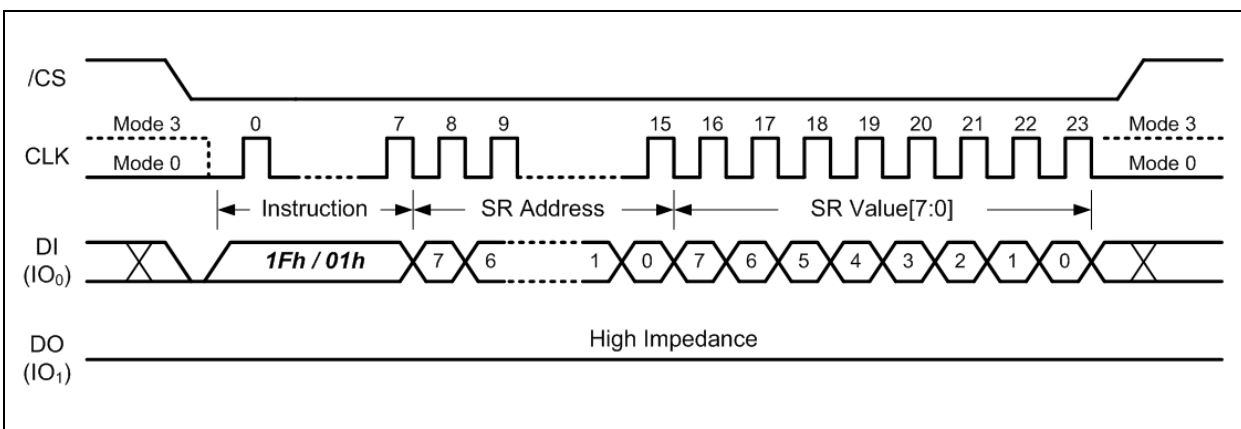 /CS
Mode 3 0 7 8 9 15 16 17 18 19 20 21 22 23 Mode 3
CLK
Mode 0 Mode 0
Instruction SR Address SR Value[7:0]
DI 1Fh / 01h 7 6 1 0 7 6 5 4 3 2 1 0
(IO₀)
High Impedance
DO
(IO₁)